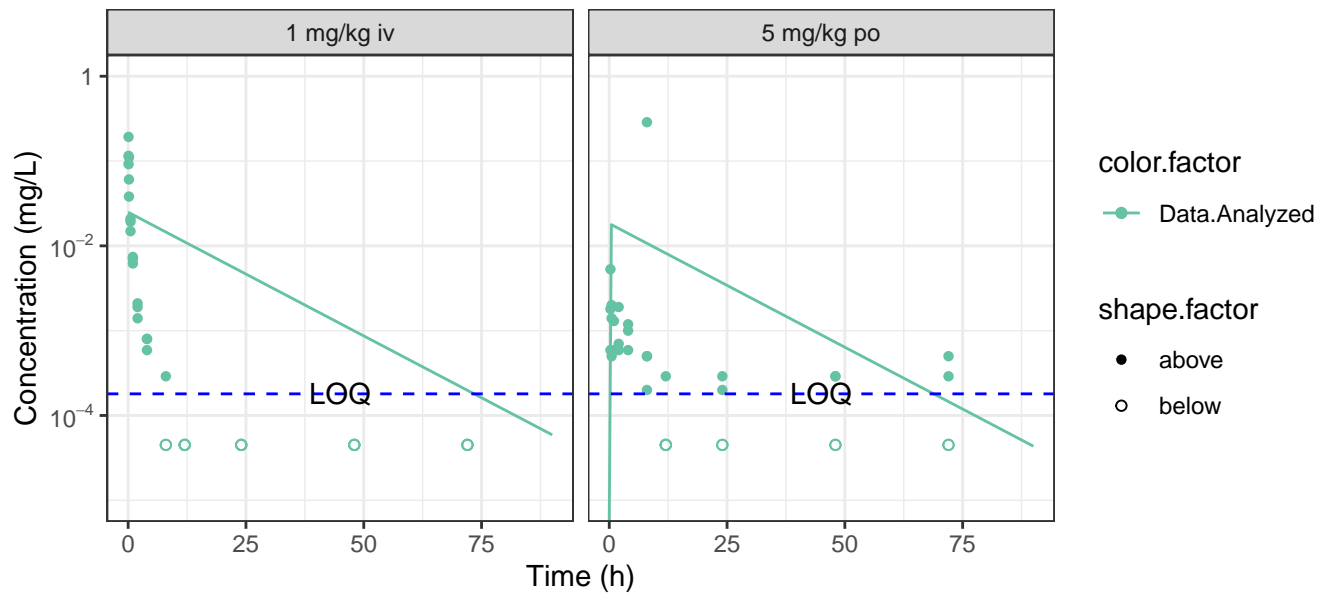 1 mg/kg iv
5 mg/kg po
Concentration (mg/L)
1
10−2
10−4
LOQ
LOQ
0
25
50
75
0
25
50
75
Time (h)
color.factor
Data.Analyzed
shape.factor
above
below